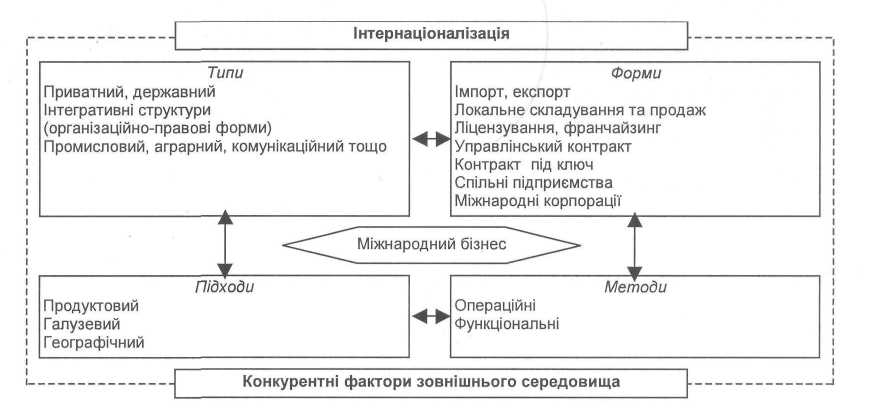 Інтернаціоналізація
Типи
Приватний, державний
Інтегративні структури
(організаційно-правові форми)
Промисловий, аграрний, комунікаційний тощо
Форми
Імпорт, експорт
Локальне складування та продаж
Ліцензування, франчайзинг
Управлінський контракт
Контракт під ключ
Спільні підприємства
Міжнародні корпорації
Міжнародний бізнес
Підходи
Продуктовий
Галузевий
Географічний
Методи
Операційні
Функціональні
Конкурентні фактори зовнішнього середовища